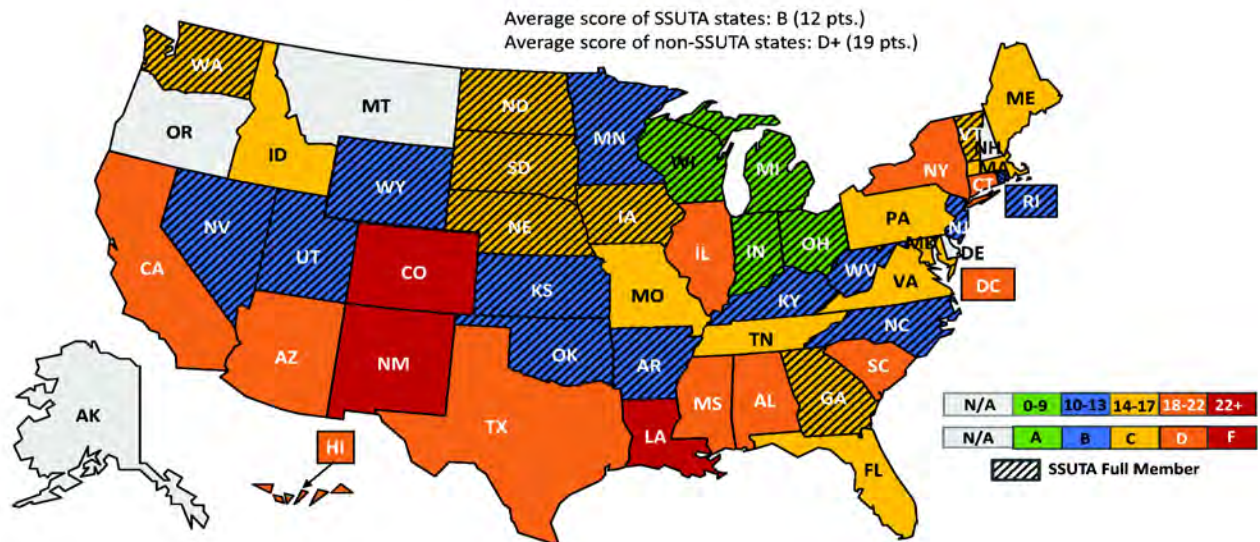 Average score of SSUTA states: B (12 pts.)
Average score of non-SSUTA states: D+ (19 pts.)
WA
ND
ME
MT
MN
VT
OR
NH
ID
SD
WI
NY
MA
WY
MI
CT
RI
IA
PA
NE
NJ
NV
OH
MD
DE
UT
IL
IN
CA
CO
WV
VA
KS
MO
KY
DC
TN
NC
AZ
OK
NM
AR
SC
AK
MS
AL
GA
N/A 0-9 10-13 14-17 18-22 22+
TX
LA
HI
N/A A B C D F
FL
SSUTA Full Member